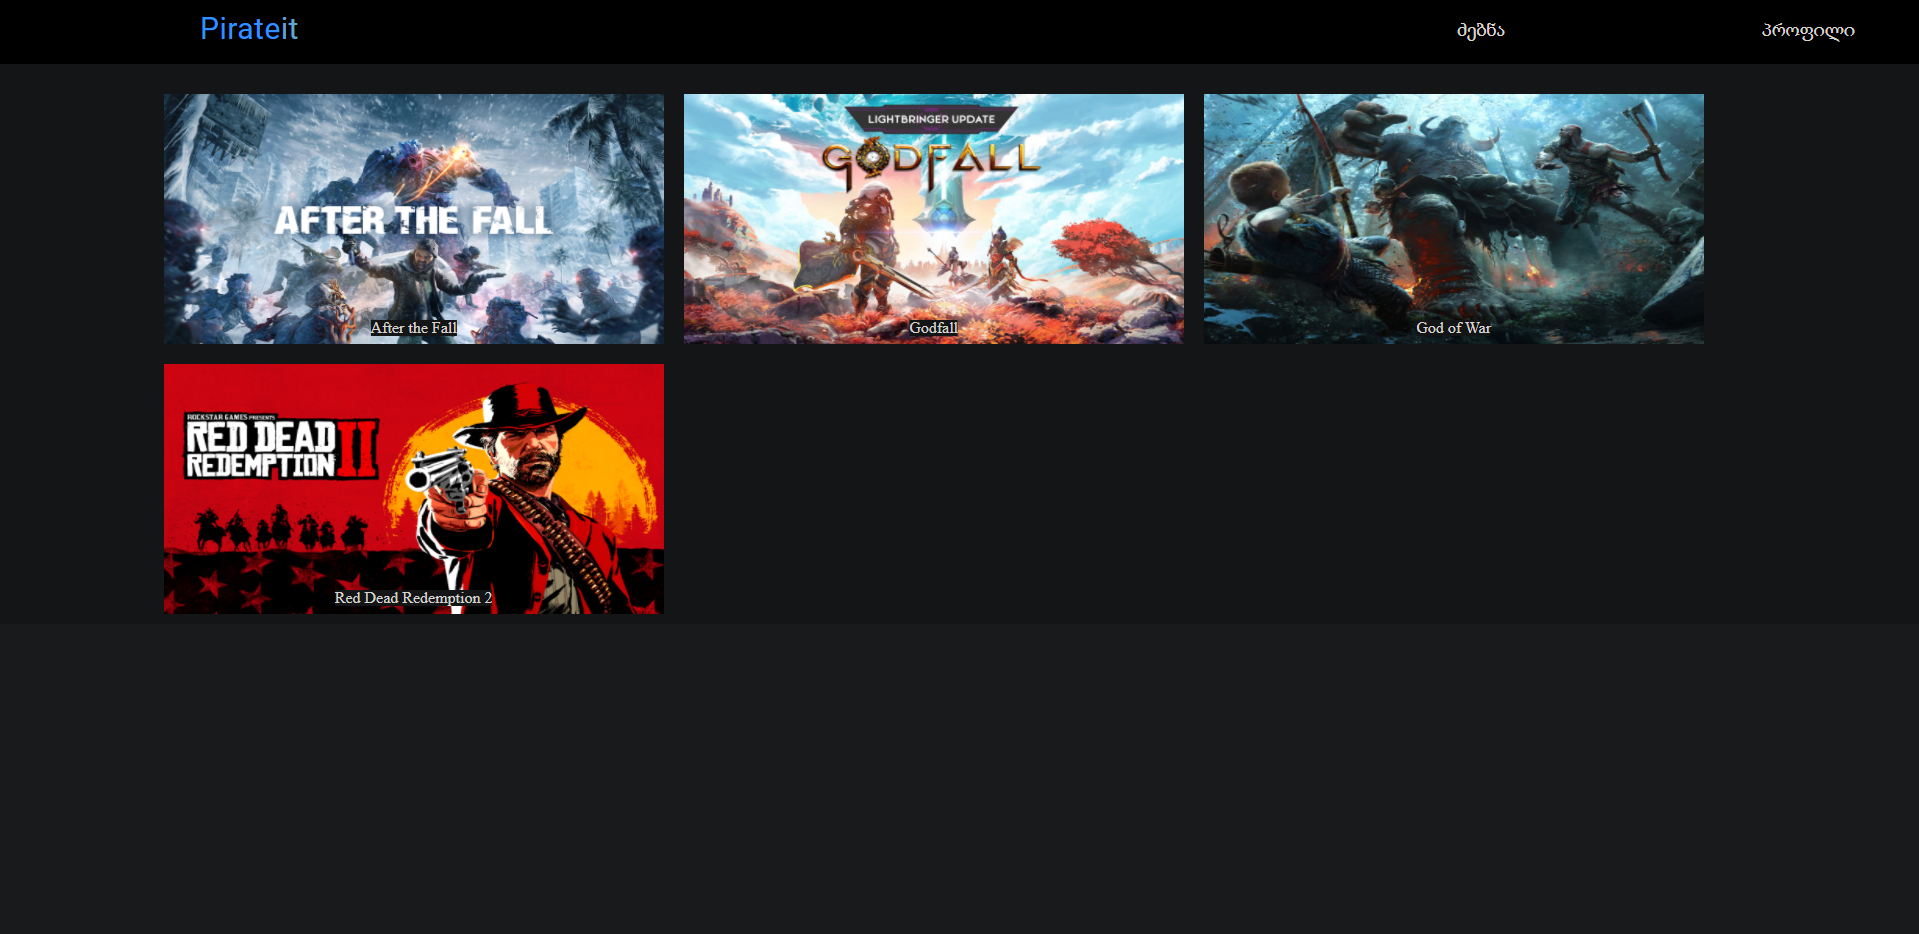 Pirateit
ძებნა
პროფილი
AFTER THE FALL
After the Fall
LIGHTBRINGER UPDATE
GODFALL
Godfall
God of War
ROCKSTAR GAMES PRESENTS
RED DEAD
REDEMPTION II
Red Dead Redemption 2